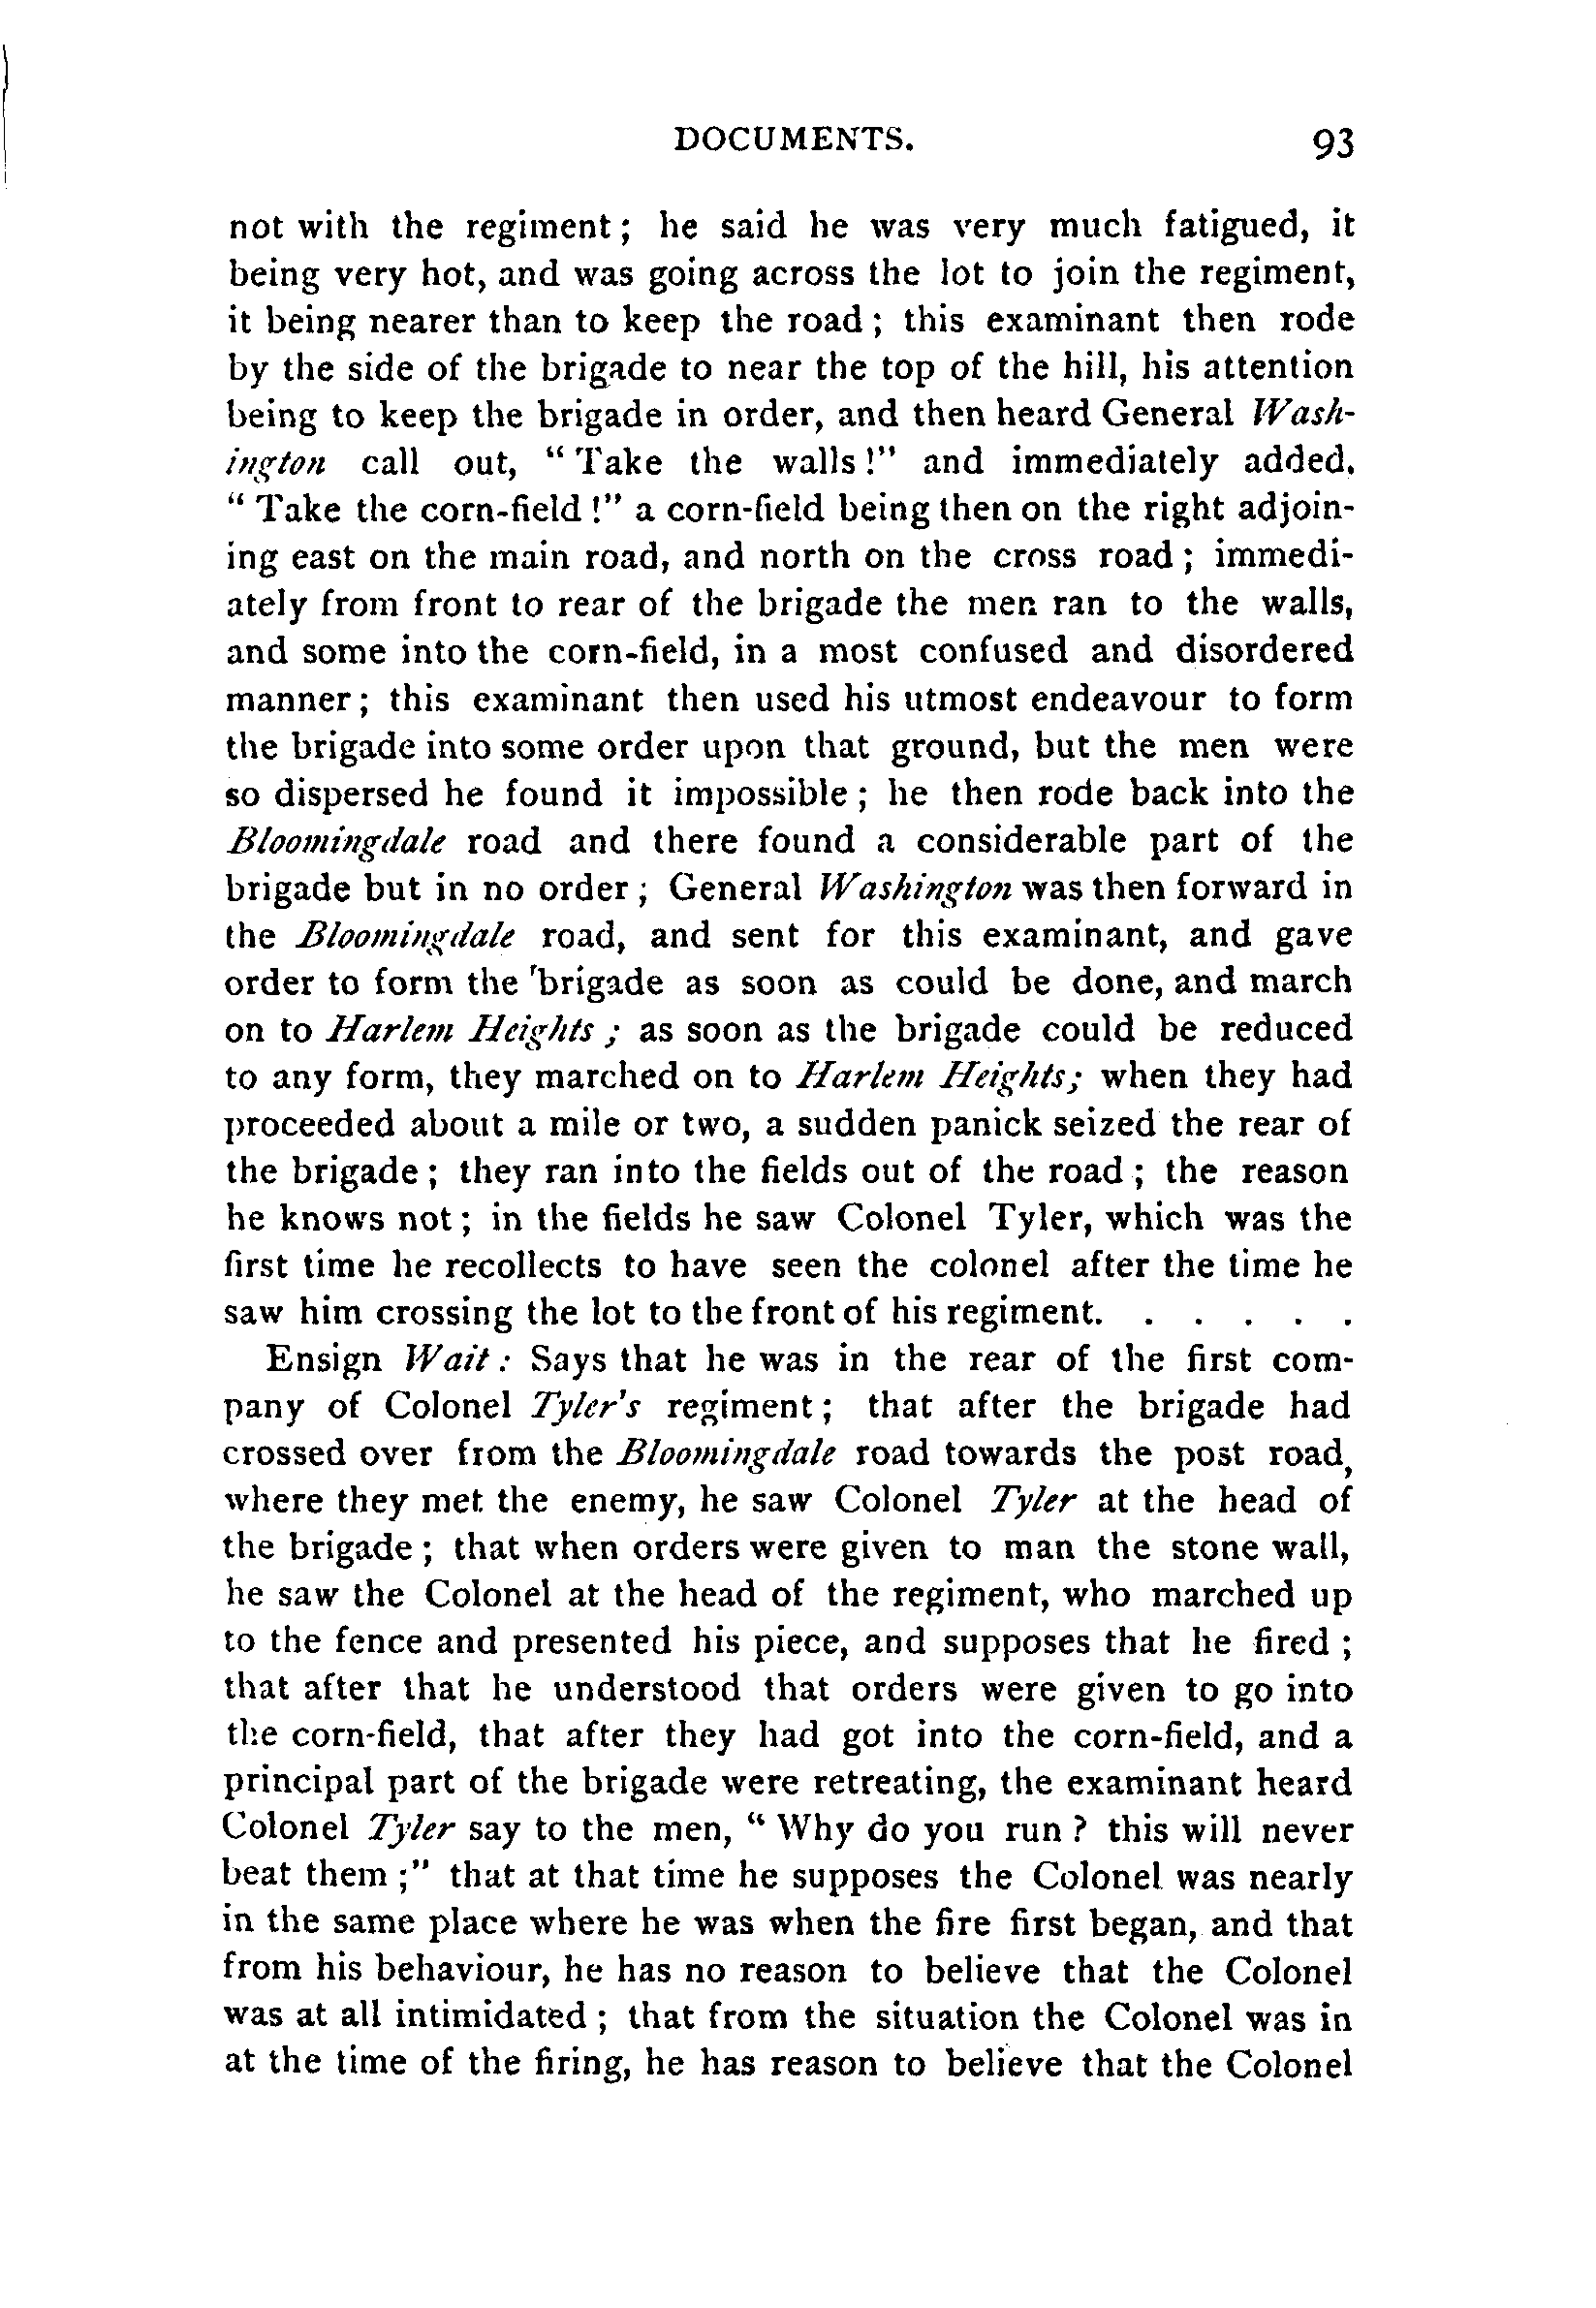 DOCUMENTS. 93
not with the regiment; he said he was very much fatigued, it
being very hot, and was going across the lot to join the regiment,
it being nearer than to keep the road; this examinant then rode
by the side of the brigade to near the top of the hill, his attention
being to keep the brigade in order, and then heard General Wash-
ington call out, "Take the walls!" and immediately added.
"Take the corn-field!" a corn-field being then on the right adjoin-
ing east on the main road, and north on the cross road; immedi-
ately from front to rear of the brigade the men ran to the walls,
and some into the corn-field, in a most confused and disordered
manner; this examinant then used his utmost endeavour to form
the brigade into some order upon that ground, but the men were
so dispersed he found it impossible; he then rode back into the
Bloomingdale road and there found a considerable part of the
brigade but in no order; General Washington was then forward in
the Bloomingdale road, and sent for this examinant, and gave
order to form the 'brigade as soon as could be done, and march
on to Harlem Heights; as soon as the brigade could be reduced
to any form, they marched on to Harlem Heights; when they had
proceeded about a mile or two, a sudden panick seized the rear of
the brigade; they ran into the fields out of the road; the reason
he knows not; in the fields he saw Colonel Tyler, which was the
first time he recollects to have seen the colonel after the time he
saw him crossing the lot to the front of his regiment. . . . . .
Ensign Wait: Says that he was in the rear of the first com-
pany of Colonel Tyler's regiment; that after the brigade had
crossed over from the Bloomingdale road towards the post road,
where they met the enemy, he saw Colonel Tyler at the head of
the brigade; that when orders were given to man the stone wall,
he saw the Colonel at the head of the regiment, who marched up
to the fence and presented his piece, and supposes that he fired;
that after that he understood that orders were given to go into
the corn-field, that after they had got into the corn-field, and a
principal part of the brigade were retreating, the examinant heard
Colonel Tyler say to the men, "Why do you run? this will never
beat them;" that at that time he supposes the Colonel was nearly
in the same place where he was when the fire first began, and that
from his behaviour, he has no reason to believe that the Colonel
was at all intimidated; that from the situation the Colonel was in
at the time of the firing, he has reason to believe that the Colonel